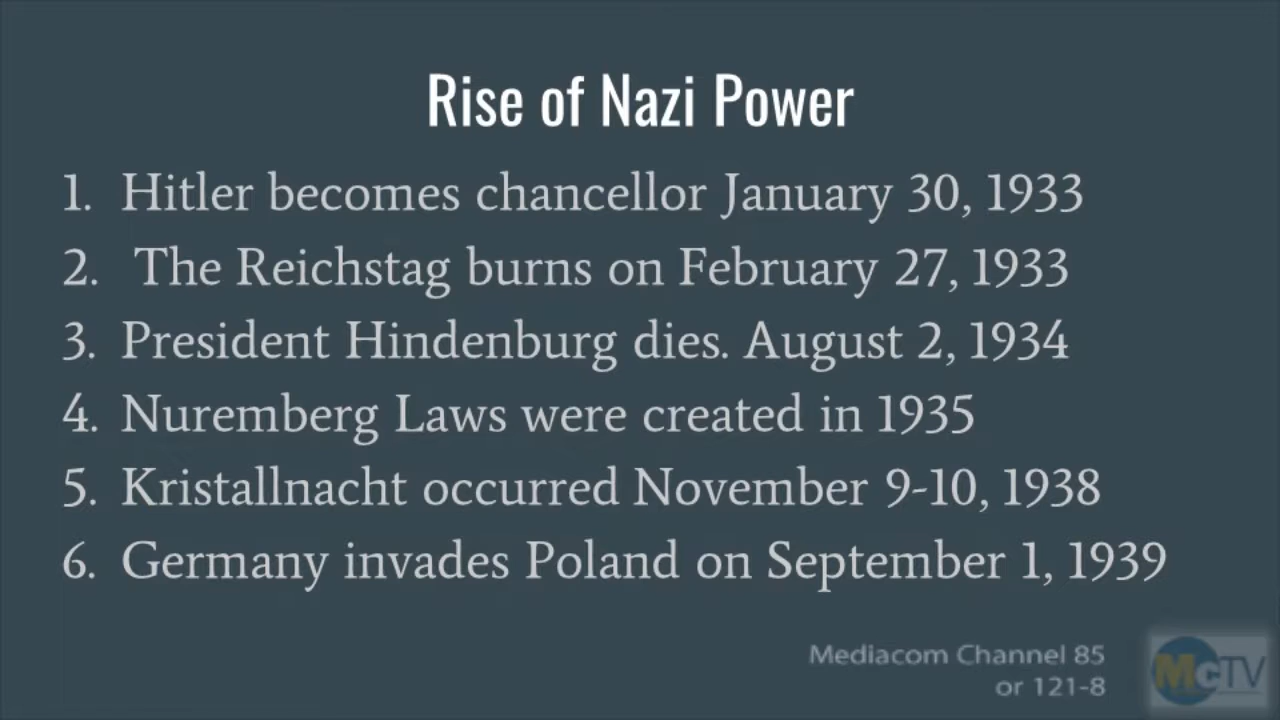 Rise of Nazi Power
1. Hitler becomes chancellor January 30, 1933
2. The Reichstag burns on February 27, 1933
3. President Hindenburg dies. August 2, 1934
4. Nuremberg Laws were created in 1935
5. Kristallnacht occurred November 9-10, 1938
6. Germany invades Poland on September 1, 1939
Mediacom Channel 85
or 121-8
McTV